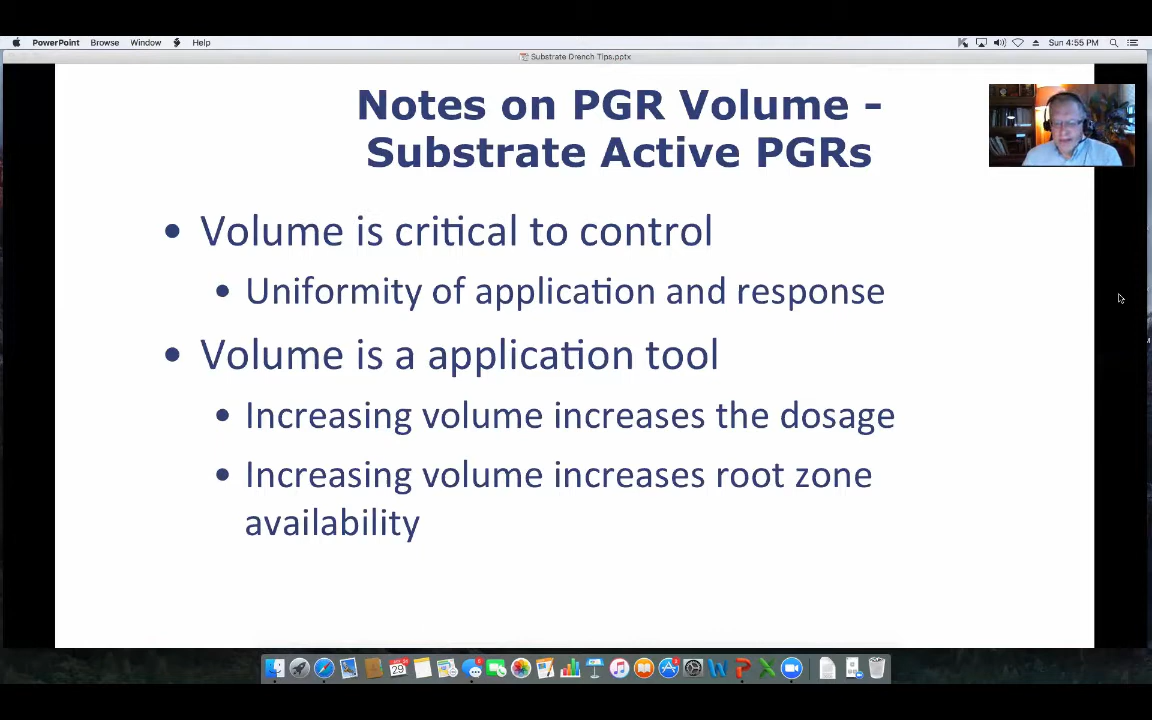 PowerPoint Browse Window Help Sun 4:55 PM
Substrate Drench Tips.pptx
Notes on PGR Volume -
Substrate Active PGRs
• Volume is critical to control
• Uniformity of application and response
• Volume is a application tool
• Increasing volume increases the dosage
• Increasing volume increases root zone
availability
29